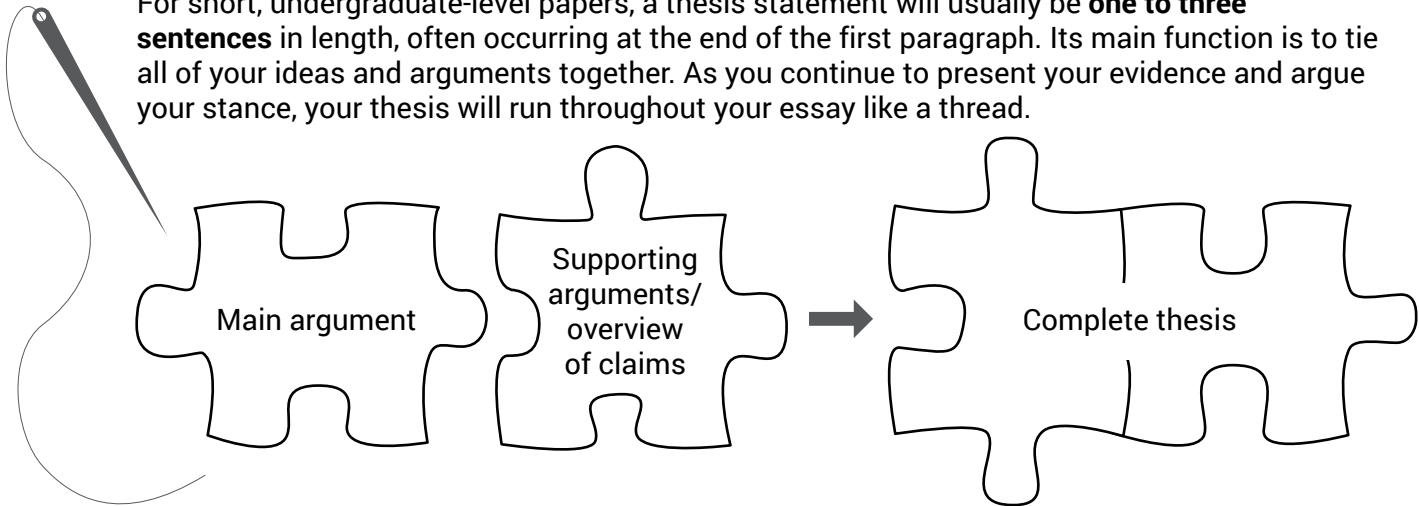 For short, undergraduate-level papers, a thesis statement will usually be one to three
sentences in length, often occurring at the end of the first paragraph. Its main function is to tie
all of your ideas and arguments together. As you continue to present your evidence and argue
your stance, your thesis will run throughout your essay like a thread.
Main argument
Supporting
arguments/
overview
of claims
Complete thesis